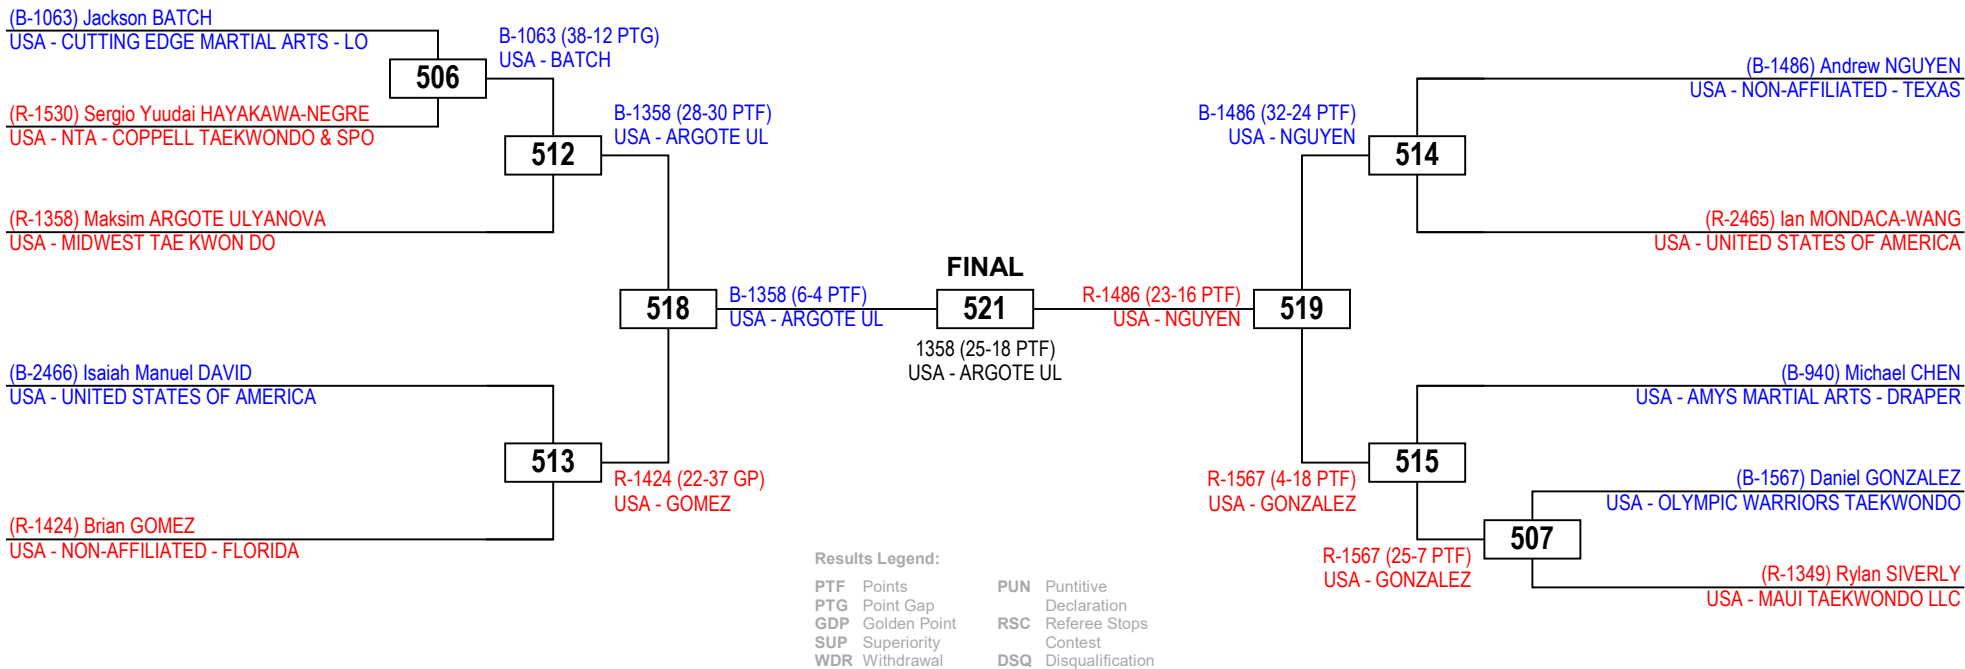 (B-1063) Jackson BATCH
USA - CUTTING EDGE MARTIAL ARTS - LO
506
B-1063 (38-12 PTG)
USA - BATCH
(R-1530) Sergio Yuudai HAYAKAWA-NEGRE
USA - NTA - COPPELL TAEKWONDO & SPO
512
B-1358 (28-30 PTF)
USA - ARGOTE UL
(R-1358) Maksim ARGOTE ULYANOVA
USA - MIDWEST TAE KWON DO
518
B-1358 (6-4 PTF)
USA - ARGOTE UL
(B-2466) Isaiah Manuel DAVID
USA - UNITED STATES OF AMERICA
513
R-1424 (22-37 GP)
USA - GOMEZ
(R-1424) Brian GOMEZ
USA - NON-AFFILIATED - FLORIDA
FINAL
521
1358 (25-18 PTF)
USA - ARGOTE UL
(B-1486) Andrew NGUYEN
USA - NON-AFFILIATED - TEXAS
B-1486 (32-24 PTF)
USA - NGUYEN
514
(R-2465) Ian MONDACA-WANG
USA - UNITED STATES OF AMERICA
R-1486 (23-16 PTF)
USA - NGUYEN
519
(B-940) Michael CHEN
USA - AMYS MARTIAL ARTS - DRAPER
515
R-1567 (4-18 PTF)
USA - GONZALEZ
(B-1567) Daniel GONZALEZ
USA - OLYMPIC WARRIORS TAEKWONDO
507
R-1567 (25-7 PTF)
USA - GONZALEZ
(R-1349) Rylan SIVERLY
USA - MAUI TAEKWONDO LLC
Results Legend:
PTF Points
PTG Point Gap
GDP Golden Point
SUP Superiority
WDR Withdrawal
PUN Puntitive
Declaration
RSC Referee Stops
Contest
DSQ Disqualification